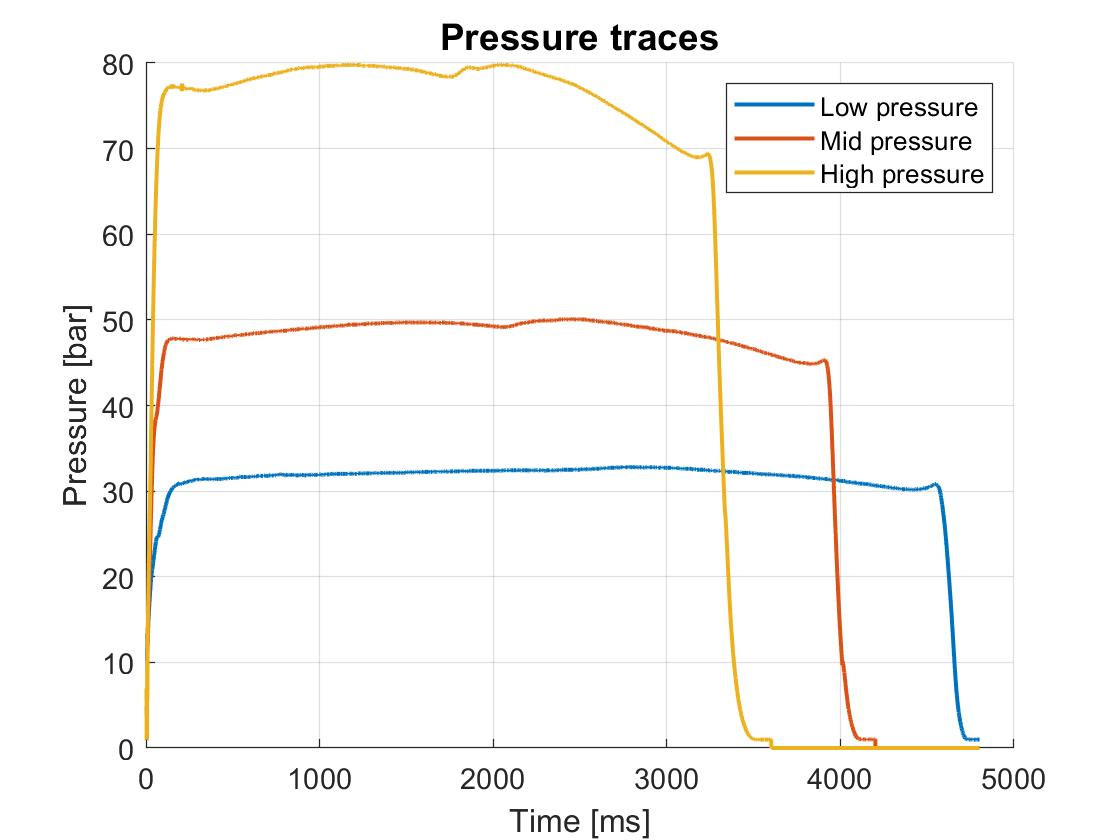 Pressure traces
80
70
60
50
40
30
20
10
0
Pressure [bar]
Low pressure
Mid pressure
High pressure
0 1000 2000 3000 4000 5000
Time [ms]